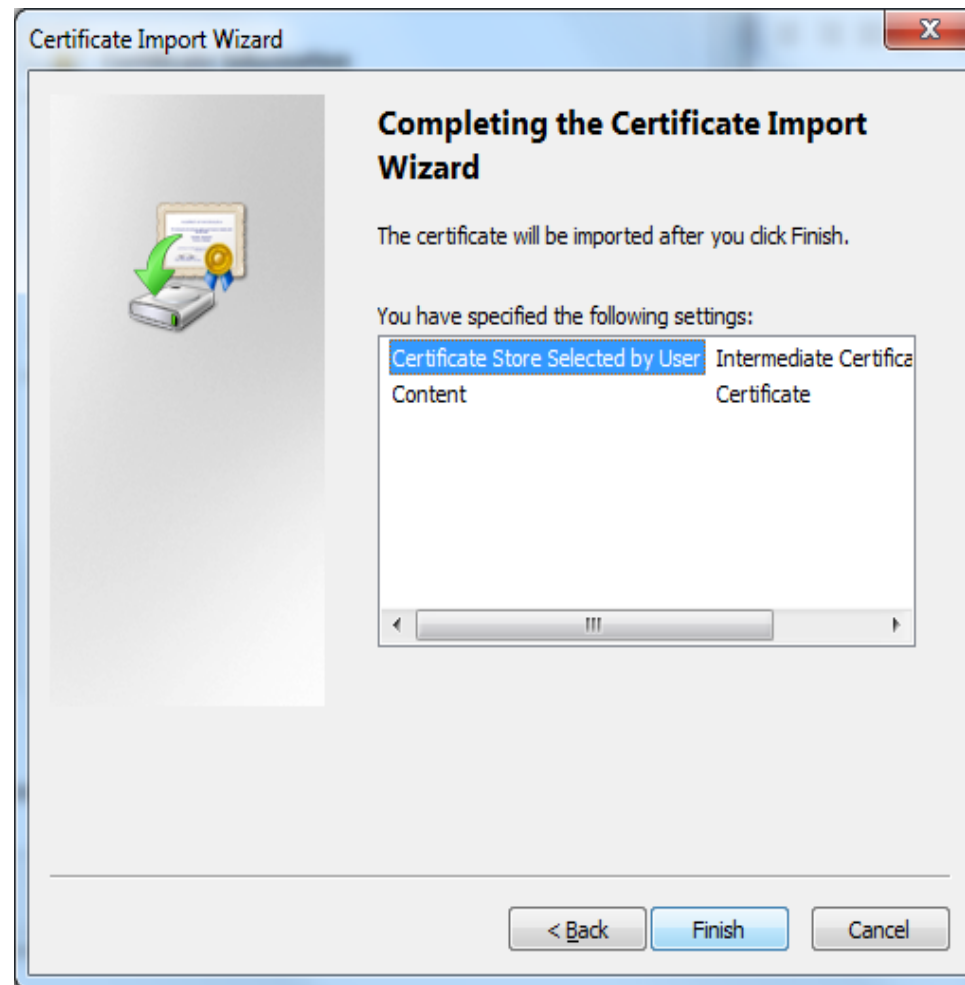 Certificate Import Wizard
Completing the Certificate Import
Wizard
The certificate will be imported after you click Finish.
You have specified the following settings:
Certificate Store Selected by User Intermediate Certifica
Content Certificate
< Back Finish Cancel